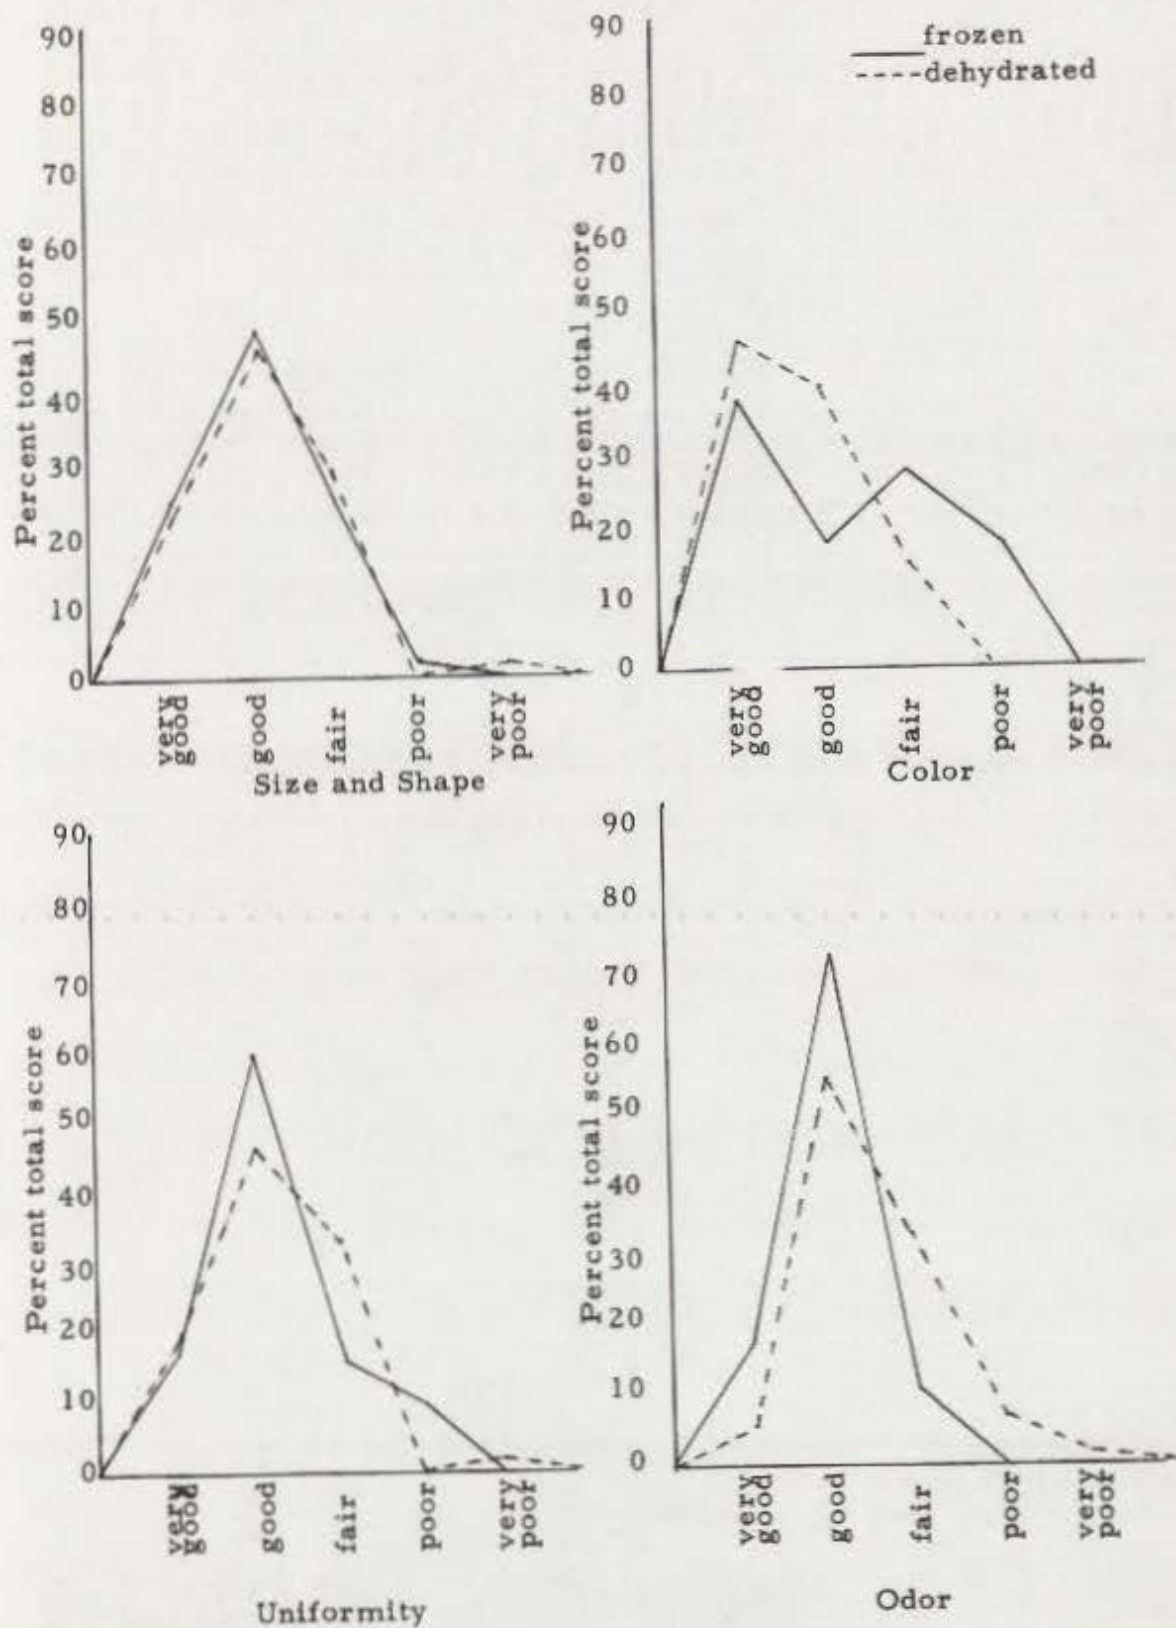 frozen
dehydrated
90
80
70
60
50
40
30
20
10
0
Percent total score
very good
good
fair
poor
very poor
Size and Shape
90
80
70
60
50
40
30
20
10
0
Percent total score
very good
good
fair
poor
very poor
Color
90
80
70
60
50
40
30
20
10
0
Percent total score
very good
good
fair
poor
very poor
Uniformity
90
80
70
60
50
40
30
20
10
0
Percent total score
very good
good
fair
poor
very poor
Odor